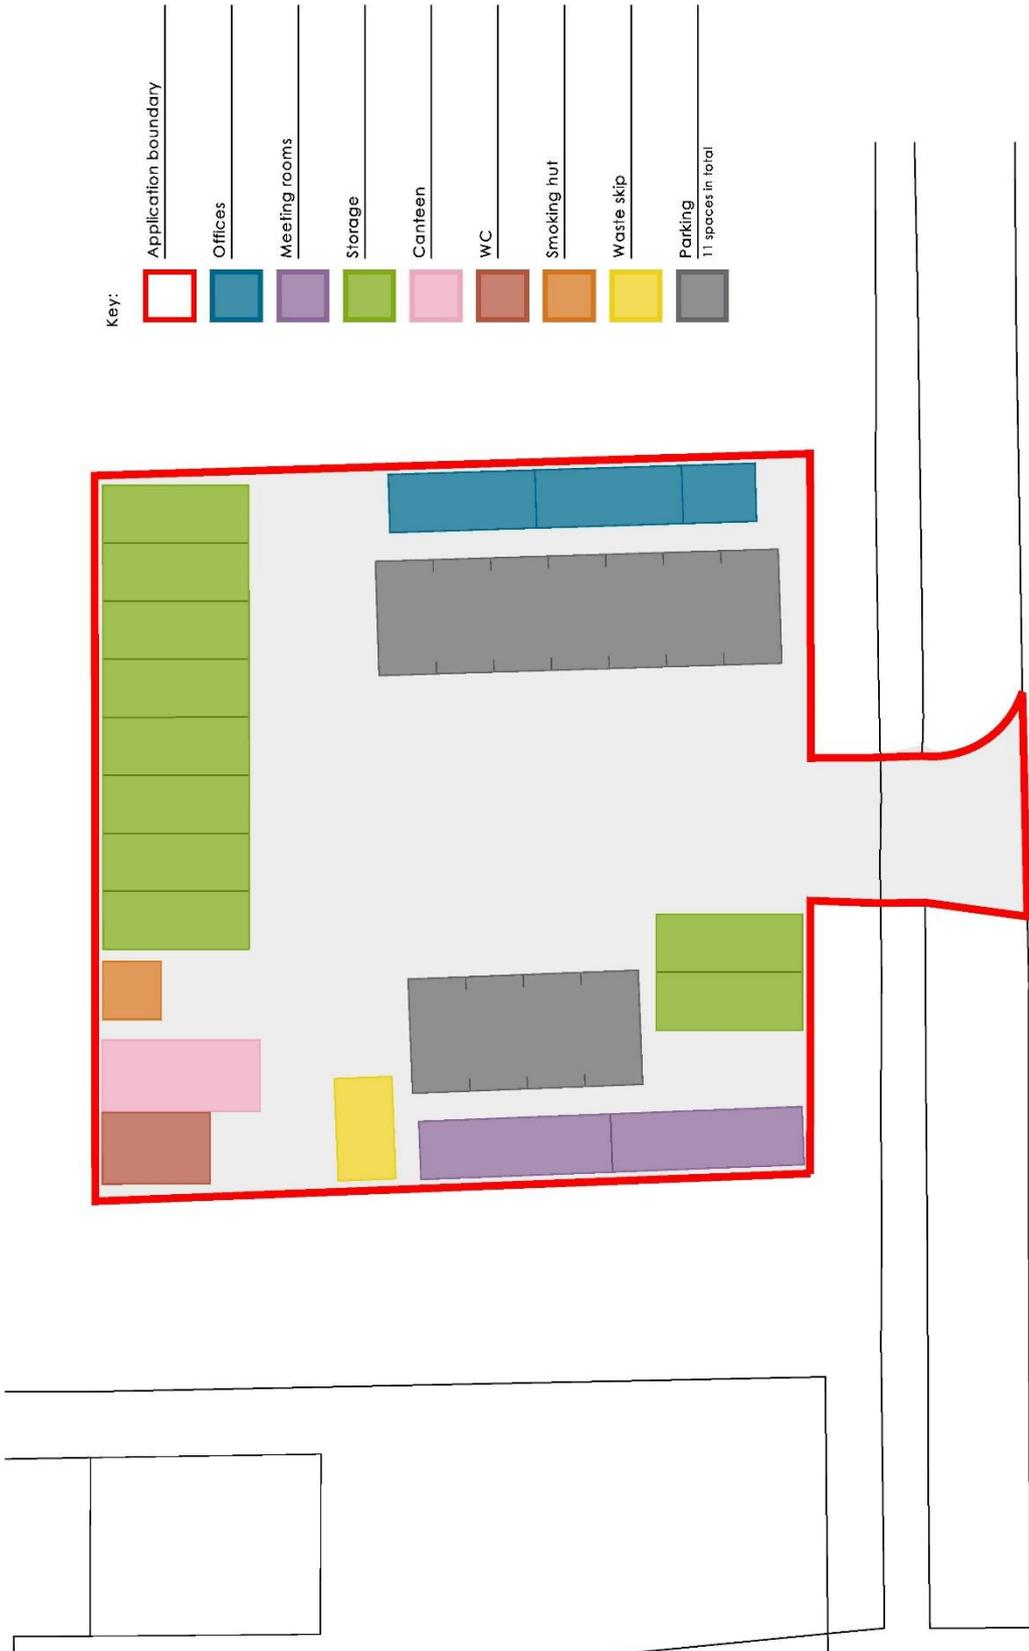 Key:
Application boundary
Offices
Meeting rooms
Storage
Canteen
WC
Smoking hut
Waste skip
Parking
11 spaces in total